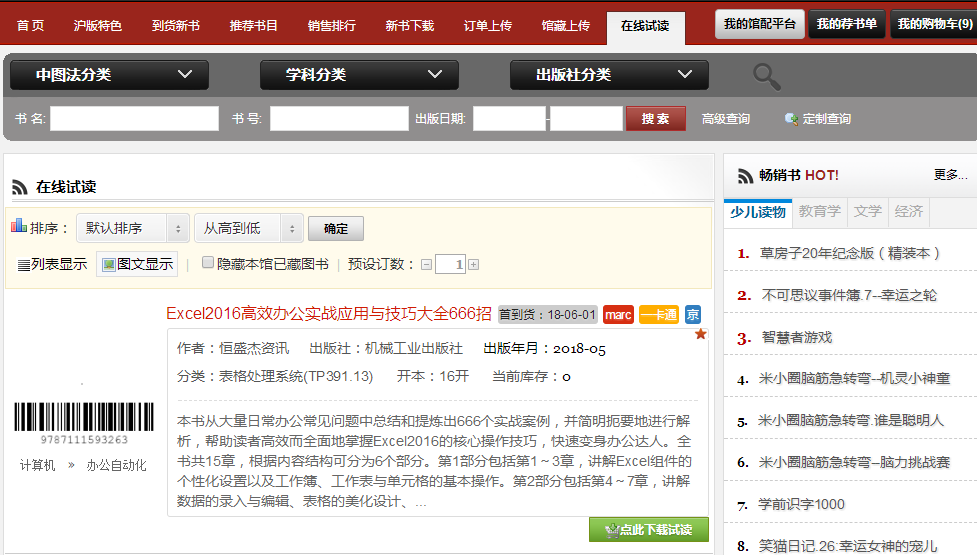 首 页 沪版特色 到货新书 推荐书目 销售排行 新书下载 订单上传 馆藏上传 在线试读 我的馆配平台 我的荐书单 我的购物车(9)
中图法分类 学科分类 出版社分类
书 名: 书 号: 出版日期: - 搜 索 高级查询 定制查询
在线试读
排序： 默认排序 从高到低 确定
列表显示 图文显示 | 隐藏本馆已藏图书 | 预设订数： 1
Excel2016高效办公实战应用与技巧大全666招 首到货：18-06-01 marc 一卡通 京
作者：恒盛杰资讯 出版社：机械工业出版社 出版年月：2018-05
分类：表格处理系统(TP391.13) 开本：16开 当前库存：0
本书从大量日常办公常见问题中总结和提炼出666个实战案例，并简明扼要地进行解
析，帮助读者高效而全面地掌握Excel2016的核心操作技巧，快速变身办公达人。全
书共15章，根据内容结构可分为6个部分。第1部分包括第1～3章，讲解Excel组件的
个性化设置以及工作簿、工作表与单元格的基本操作。第2部分包括第4～7章，讲解
数据的录入与编辑、表格的美化设计、...
9787111593263
计算机 » 办公自动化
点此下载试读
畅销书 HOT! 更多...
少儿读物 教育学 文学 经济
1. 草房子20年纪念版（精装本）
2. 不可思议事件簿.7--幸运之轮
3. 智慧者游戏
4. 米小圈脑筋急转弯--机灵小神童
5. 米小圈脑筋急转弯.谁是聪明人
6. 米小圈脑筋急转弯--脑力挑战赛
7. 学前识字1000
8. 笑猫日记.26:幸运女神的宠儿